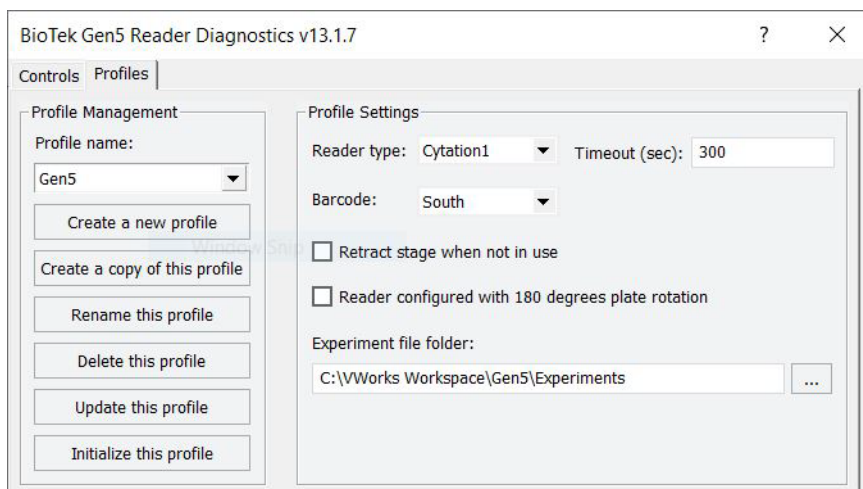 BioTek Gen5 Reader Diagnostics v13.1.7
Controls Profiles
Profile Management
Profile name:
Gen5
Create a new profile
Window Snip
Create a copy of this profile
Rename this profile
Delete this profile
Update this profile
Initialize this profile
Profile Settings
Reader type: Cytation1 Timeout (sec): 300
Barcode: South
Retract stage when not in use
Reader configured with 180 degrees plate rotation
Experiment file folder:
C:\VWorks Workspace\Gen5\Experiments ...